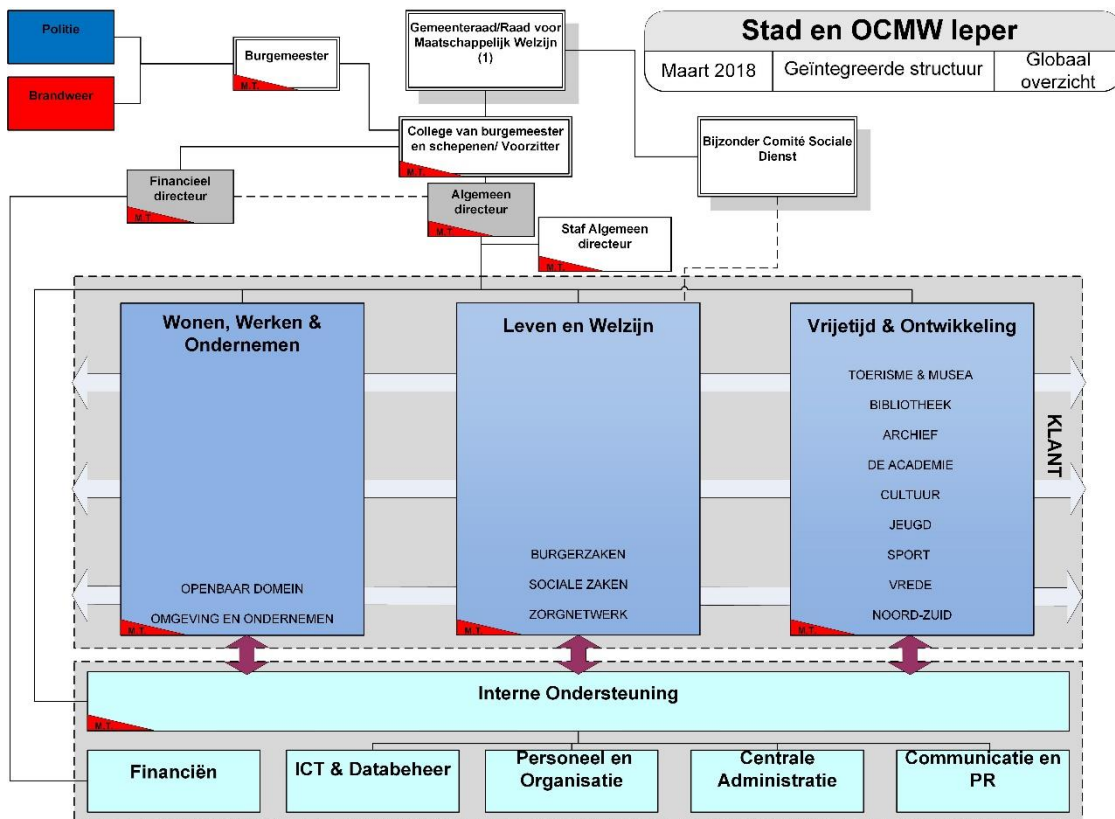 Politie
Brandweer
Burgemeester
M.T.
Gemeenteraad/Raad voor
Maatschappelijk Welzijn
(1)
Stad en OCMW Ieper
Maart 2018
Geïntegreerde structuur
Globaal
overzicht
College van burgemeester
en schepenen/ Voorzitter
M.T.
Bijzonder Comité Sociale
Dienst
Financieel
directeur
M.T.
Algemeen
directeur
M.T.
Staf Algemeen
directeur
M.T.
Wonen, Werken &
Ondernemen
OPENBAAR DOMEIN
OMGEVING EN ONDERNEMEN
M.T.
Leven en Welzijn
BURGERZAKEN
SOCIALE ZAKEN
ZORGNETWERK
M.T.
Vrijetijd & Ontwikkeling
TOERISME & MUSEA
BIBLIOTHEEK
ARCHIEF
DE ACADEMIE
CULTUUR
JEUGD
SPORT
VREDE
NOORD-ZUID
M.T.
KLANT
Interne Ondersteuning
M.T.
Financiën
ICT & Databeheer
Personeel en
Organisatie
Centrale
Administratie
Communicatie en
PR